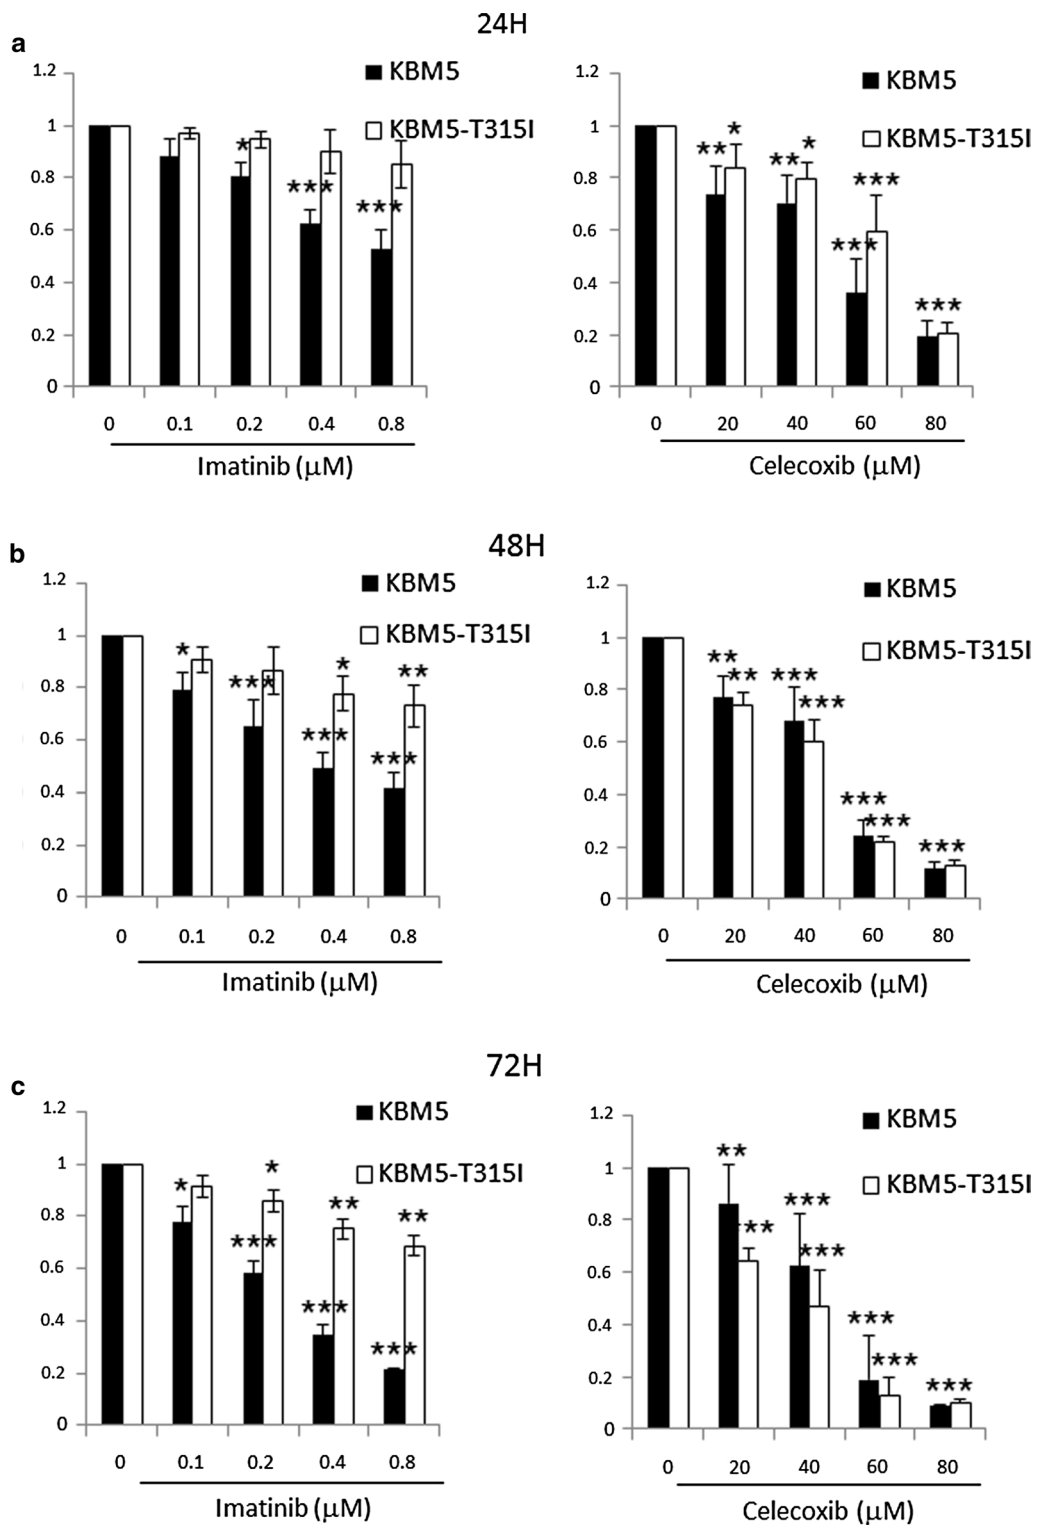 24H
a
KBM5
KBM5-T315I
1.2
1
0.8
0.6
0.4
0.2
0
*
***
***
0 0.1 0.2 0.4 0.8
Imatinib (μM)
KBM5
KBM5-T315I
1.2
1
0.8
0.6
0.4
0.2
0
** *
** *
*** ***
***
0 20 40 60 80
Celecoxib (μM)
48H
b
KBM5
KBM5-T315I
1.2
1
0.8
0.6
0.4
0.2
0
*
***
*** *
*** **
0 0.1 0.2 0.4 0.8
Imatinib (μM)
KBM5
KBM5-T315I
1.2
1
0.8
0.6
0.4
0.2
0
** **
*** ***
*** ***
***
0 20 40 60 80
Celecoxib (μM)
72H
c
KBM5
KBM5-T315I
1.2
1
0.8
0.6
0.4
0.2
0
*
*** *
*** **
*** **
0 0.1 0.2 0.4 0.8
Imatinib (μM)
KBM5
KBM5-T315I
1.2
1
0.8
0.6
0.4
0.2
0
** ***
*** ***
*** ***
***
0 20 40 60 80
Celecoxib (μM)